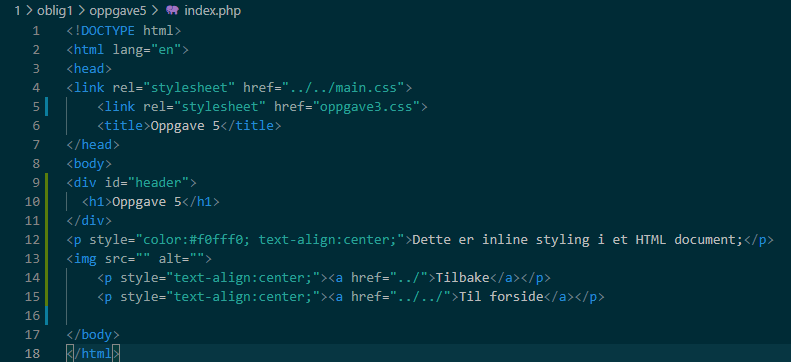 1 > oblig1 > oppgave5 > index.php
1 <!DOCTYPE html>
2 <html lang="en">
3 <head>
4 <link rel="stylesheet" href="../../main.css">
5     <link rel="stylesheet" href="oppgave3.css">
6     <title>Oppgave 5</title>
7 </head>
8 <body>
9 <div id="header">
10   <h1>Oppgave 5</h1>
11 </div>
12 <p style="color:#f0fff0; text-align:center;">Dette er inline styling i et HTML document;</p>
13 <img src="" alt="">
14     <p style="text-align:center;"><a href="../">Tilbake</a></p>
15     <p style="text-align:center;"><a href="../../">Til forside</a></p>
16
17 </body>
18 </html>